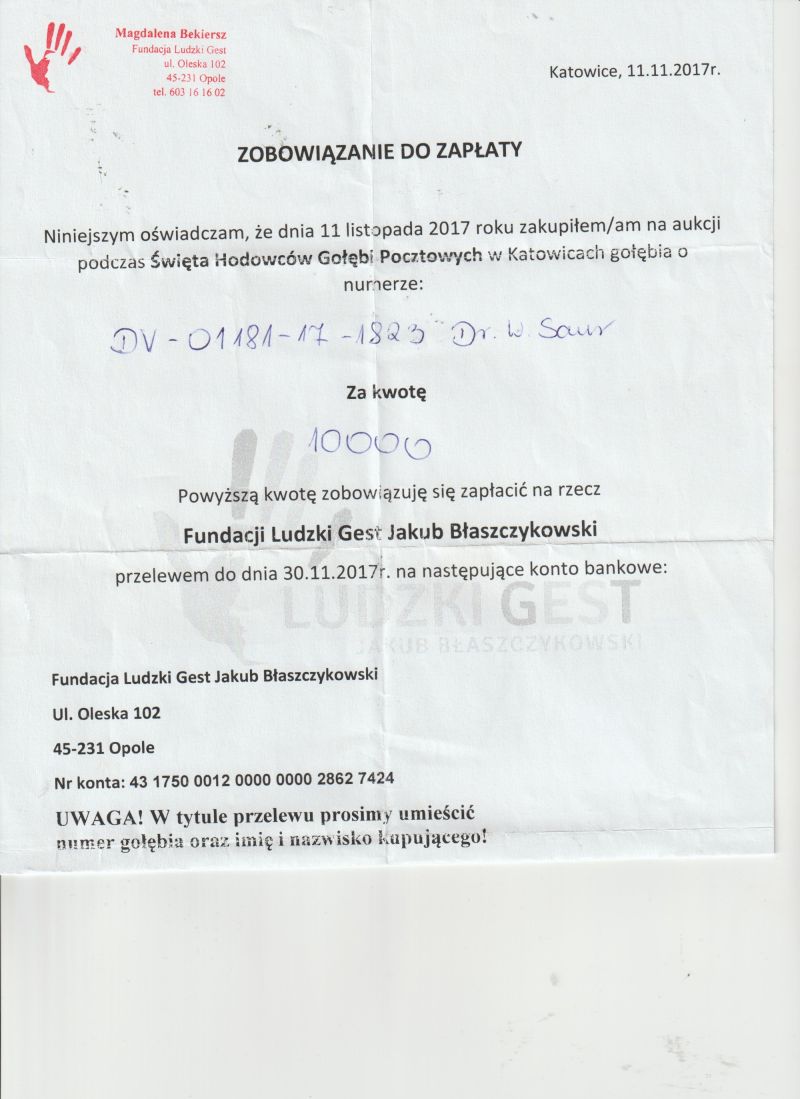 Magdalena Bekiersz
Fundacja Ludzki Gest
ul. Oleska 102
45-231 Opole
tel. 603 16 16 02
Katowice, 11.11.2017r.
ZOBOWIĄZANIE DO ZAPŁATY
Niniejszym oświadczam, że dnia 11 listopada 2017 roku zakupiłem/am na aukcji
podczas Święta Hodowców Gołębi Pocztowych w Katowicach gołębia o
numerze:
DV - 01181-17-1823 Dr. W. Saur
Za kwotę
10000
Powyższą kwotę zobowiązuję się zapłacić na rzecz
Fundacji Ludzki Gest Jakub Błaszczykowski
przelewem do dnia 30.11.2017r. na następujące konto bankowe:
LUDZKI GEST
JAKUB BŁASZCZYKOWSKI
Fundacja Ludzki Gest Jakub Błaszczykowski
Ul. Oleska 102
45-231 Opole
Nr konta: 43 1750 0012 0000 0000 2862 7424
UWAGA! W tytule przelewu prosimy umieścić
numer gołębia oraz imię i nazwisko kupującego!